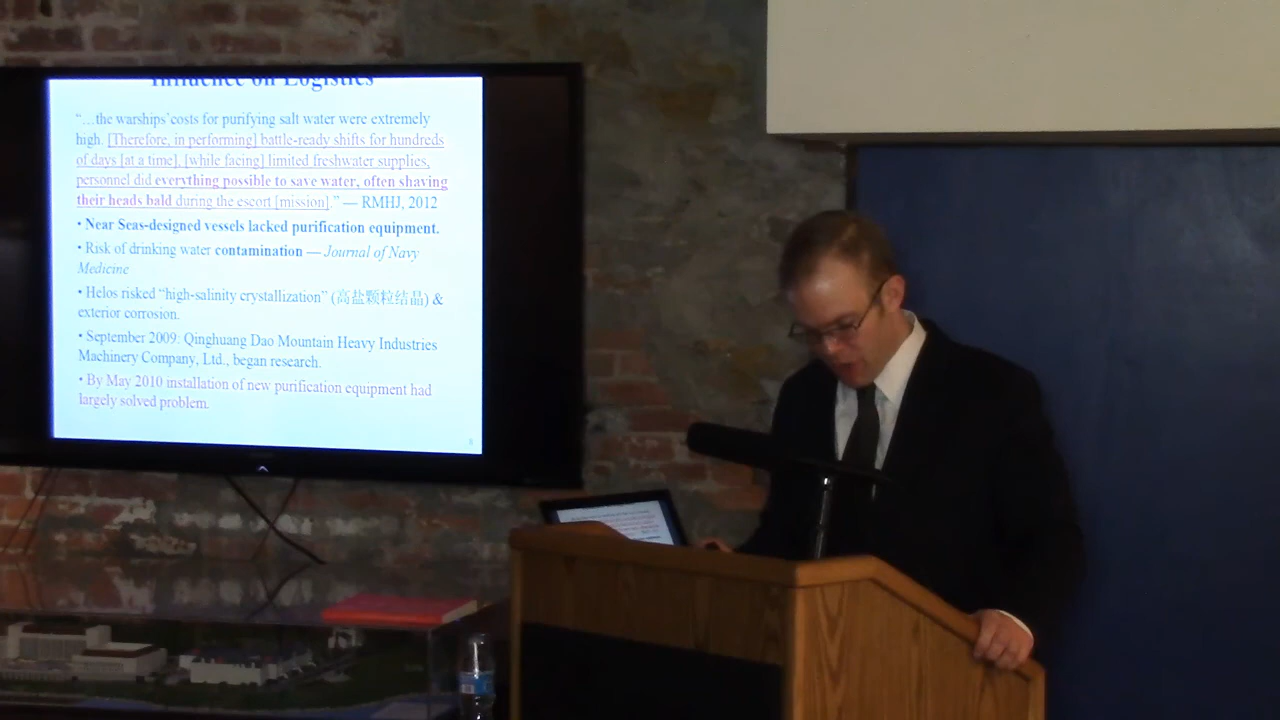 Influence on Logistics
“…the warships’ costs for purifying salt water were extremely
high. [Therefore, in performing] battle-ready shifts for hundreds
of days [at a time], [while facing] limited freshwater supplies,
personnel did everything possible to save water, often shaving
their heads bald during the escort [mission].” — RMHJ, 2012
• Near Seas-designed vessels lacked purification equipment.
• Risk of drinking water contamination — Journal of Navy
Medicine
• Helos risked “high-salinity crystallization” (高盐颗粒结晶) &
exterior corrosion.
• September 2009: Qinghuang Dao Mountain Heavy Industries
Machinery Company, Ltd., began research.
• By May 2010 installation of new purification equipment had
largely solved problem.
8